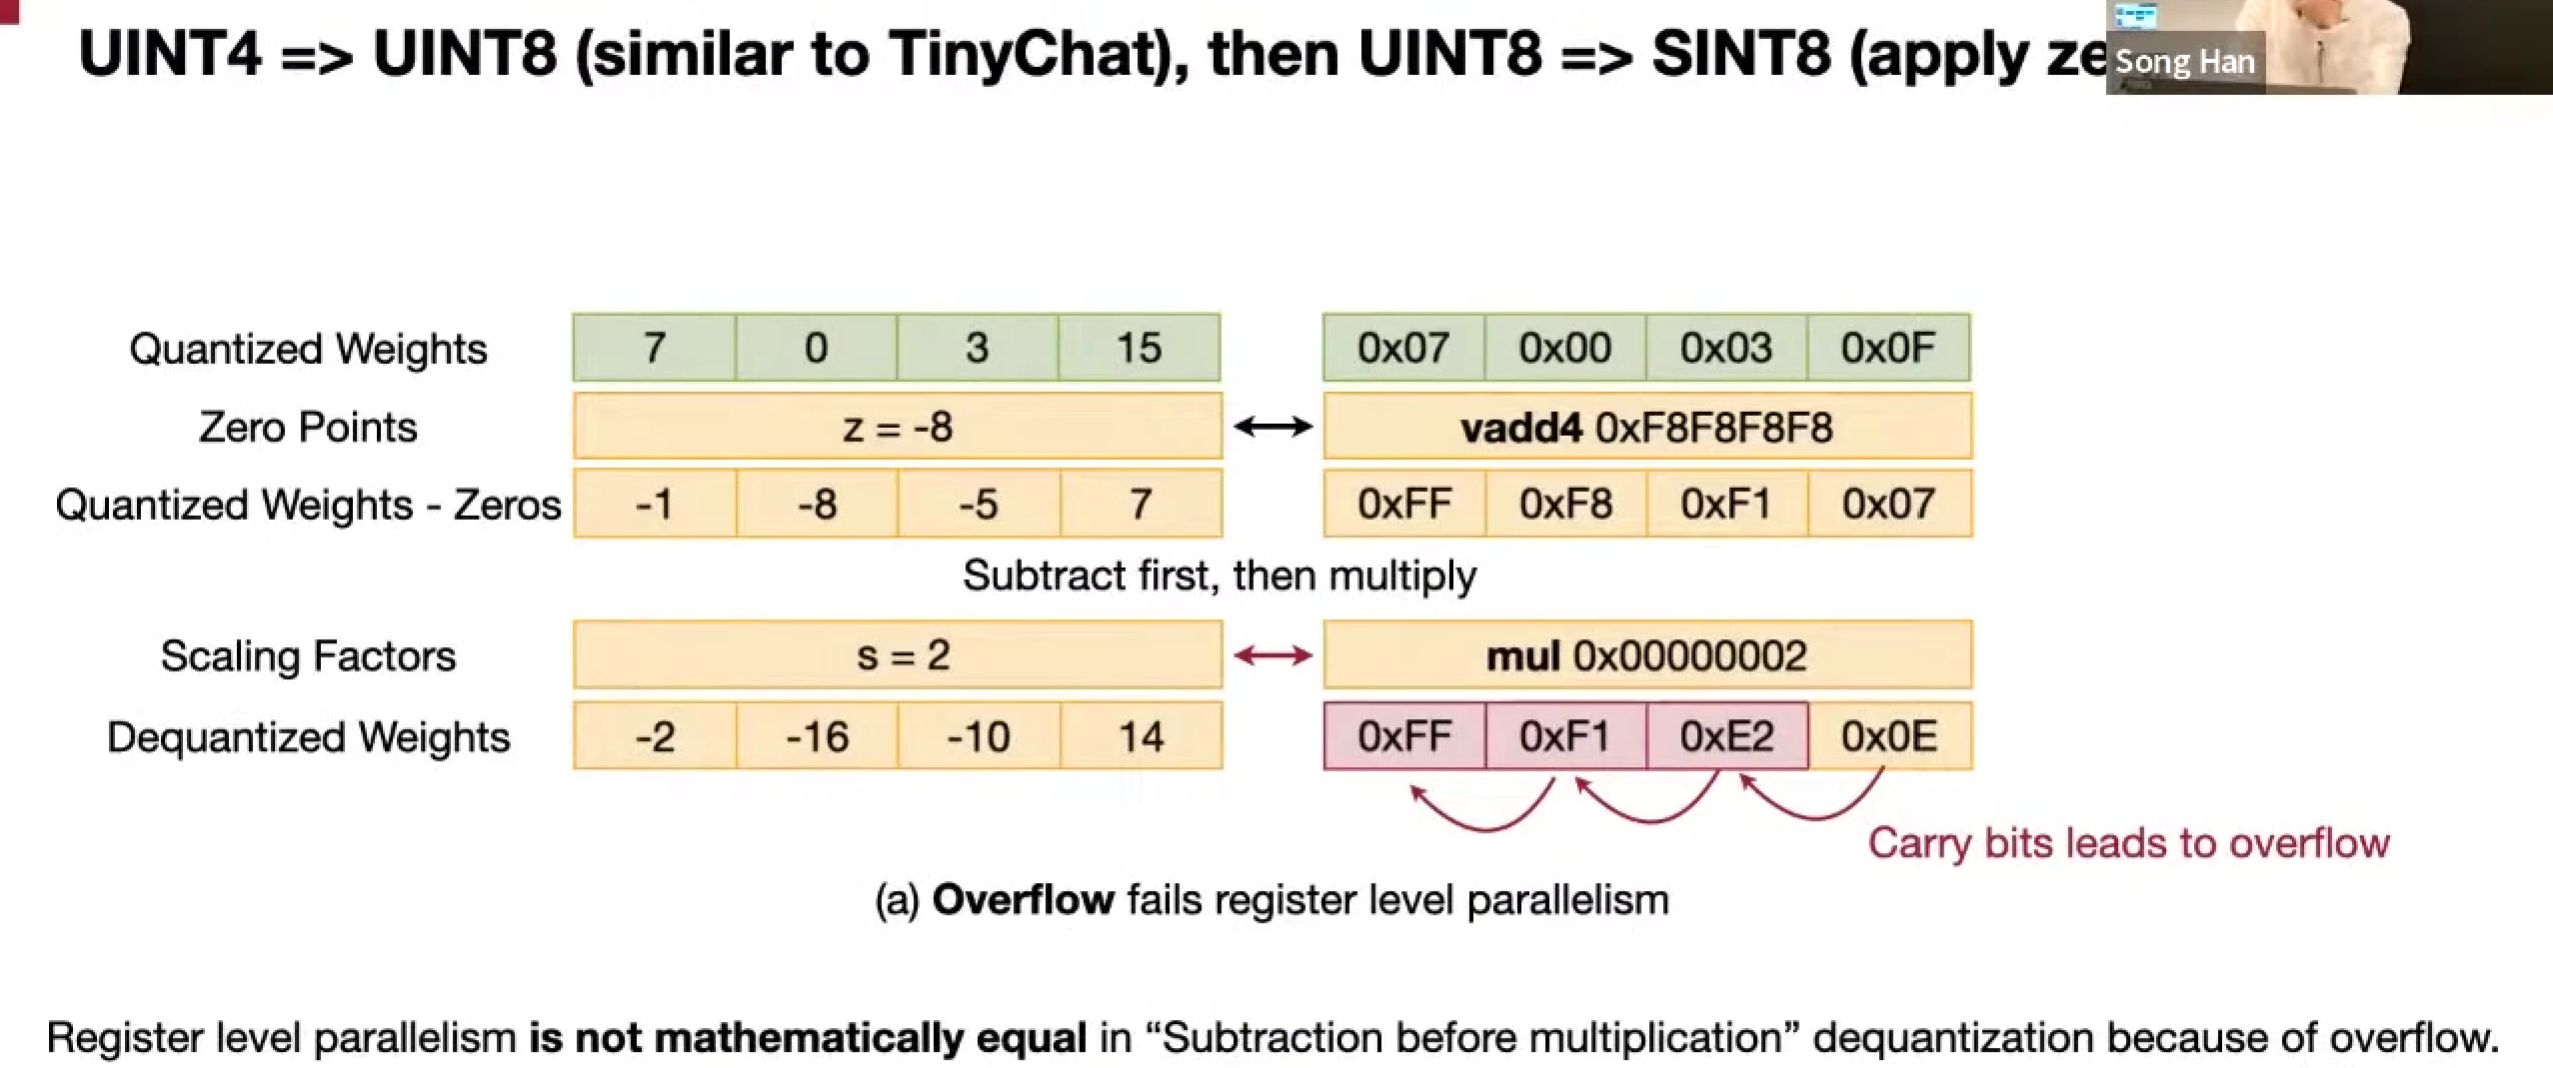 UINT4 => UINT8 (similar to TinyChat), then UINT8 => SINT8 (apply
Song Han
Quantized Weights 7 0 3 15 0x07 0x00 0x03 0x0F
Zero Points z = -8 vadd4 0xF8F8F8F8
Quantized Weights - Zeros -1 -8 -5 7 0xFF 0xF8 0xF1 0x07
Subtract first, then multiply
Scaling Factors s = 2 mul 0x00000002
Dequantized Weights -2 -16 -10 14 0xFF 0xF1 0xE2 0x0E
Carry bits leads to overflow
(a) Overflow fails register level parallelism
Register level parallelism is not mathematically equal in “Subtraction before multiplication” dequantization because of overflow.